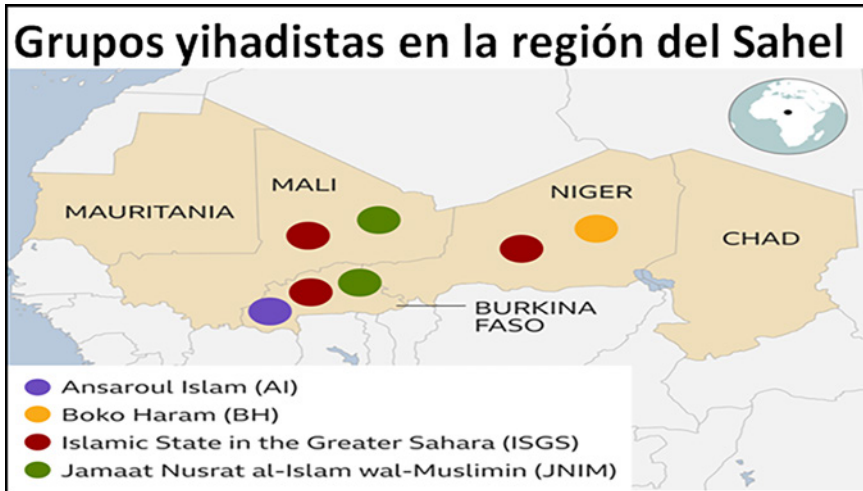 Grupos yihadistas en la región del Sahel
MALI
NIGER
MAURITANIA
CHAD
BURKINA
FASO
Ansaroul Islam (AI)
Boko Haram (BH)
Islamic State in the Greater Sahara (ISGS)
Jamaat Nusrat al-Islam wal-Muslimin (JNIM)